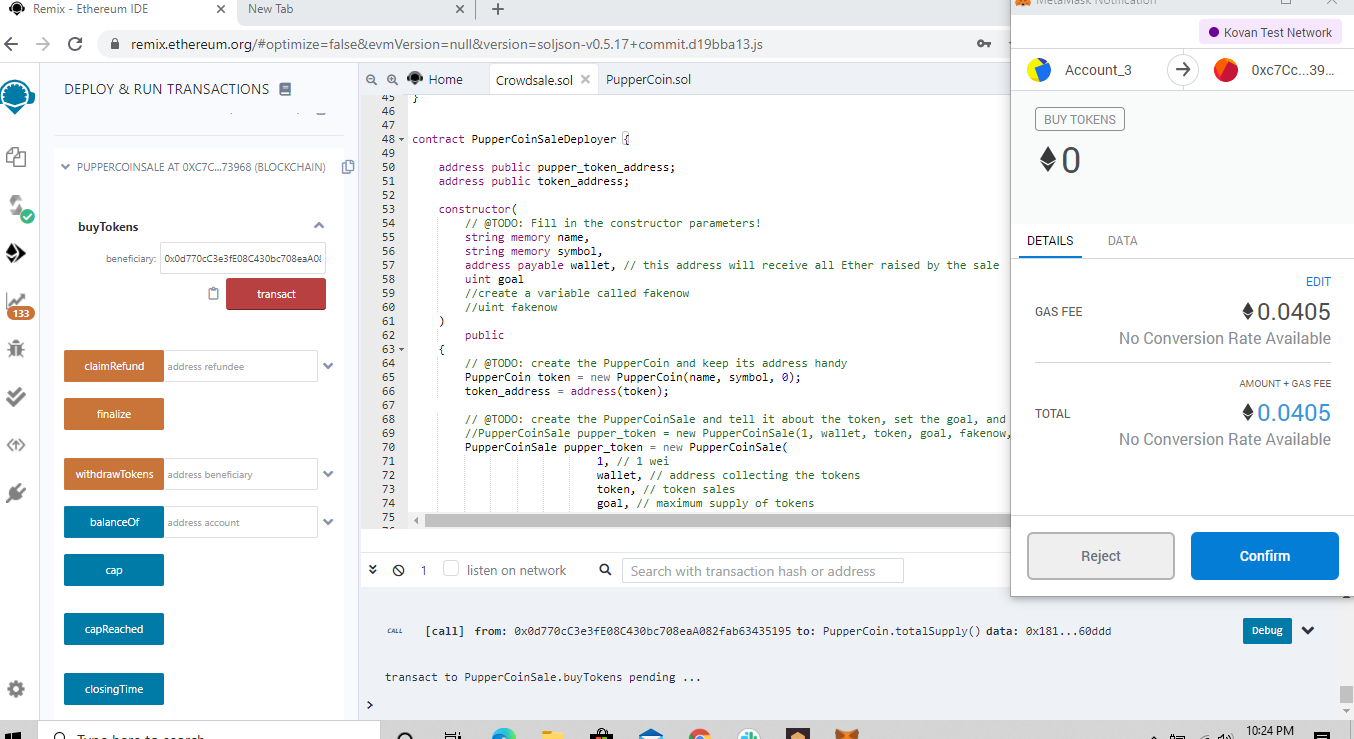 Remix - Ethereum IDE
New Tab
MetaMask Notification
remix.ethereum.org/#optimize=false&evmVersion=null&version=soljson-v0.5.17+commit.d19bba13.js
Kovan Test Network
DEPLOY & RUN TRANSACTIONS
Home
Crowdsale.sol
PupperCoin.sol
Account_3
0xc7Cc...39...
PUPPERCOINSALE AT 0XC7C...73968 (BLOCKCHAIN)
buyTokens
beneficiary:
0x0d770cC3e3fE08C430bc708eaA0
transact
133
claimRefund
address refundee
finalize
withdrawTokens
address beneficiary
balanceOf
address account
cap
capReached
closingTime
45 }
46
47
48 contract PupperCoinSaleDeployer {
49
50 address public pupper_token_address;
51 address public token_address;
52
53 constructor(
54 // @TODO: Fill in the constructor parameters!
55 string memory name,
56 string memory symbol,
57 address payable wallet, // this address will receive all Ether raised by the sale
58 uint goal
59 //create a variable called fakenow
60 //uint fakenow
61 )
62 public
63 {
64 // @TODO: create the PupperCoin and keep its address handy
65 PupperCoin token = new PupperCoin(name, symbol, 0);
66 token_address = address(token);
67
68 // @TODO: create the PupperCoinSale and tell it about the token, set the goal, and
69 //PupperCoinSale pupper_token = new PupperCoinSale(1, wallet, token, goal, fakenow,
70 PupperCoinSale pupper_token = new PupperCoinSale(
71 1, // 1 wei
72 wallet, // address collecting the tokens
73 token, // token sales
74 goal, // maximum supply of tokens
75
BUY TOKENS
0
DETAILS
DATA
EDIT
GAS FEE
0.0405
No Conversion Rate Available
AMOUNT + GAS FEE
TOTAL
0.0405
No Conversion Rate Available
Reject
Confirm
1
listen on network
Search with transaction hash or address
CALL
[call] from: 0x0d770cC3e3fE08C430bc708eaA082fab63435195 to: PupperCoin.totalSupply() data: 0x181...60ddd
Debug
transact to PupperCoinSale.buyTokens pending ...
>
Type here to search
10:24 PM